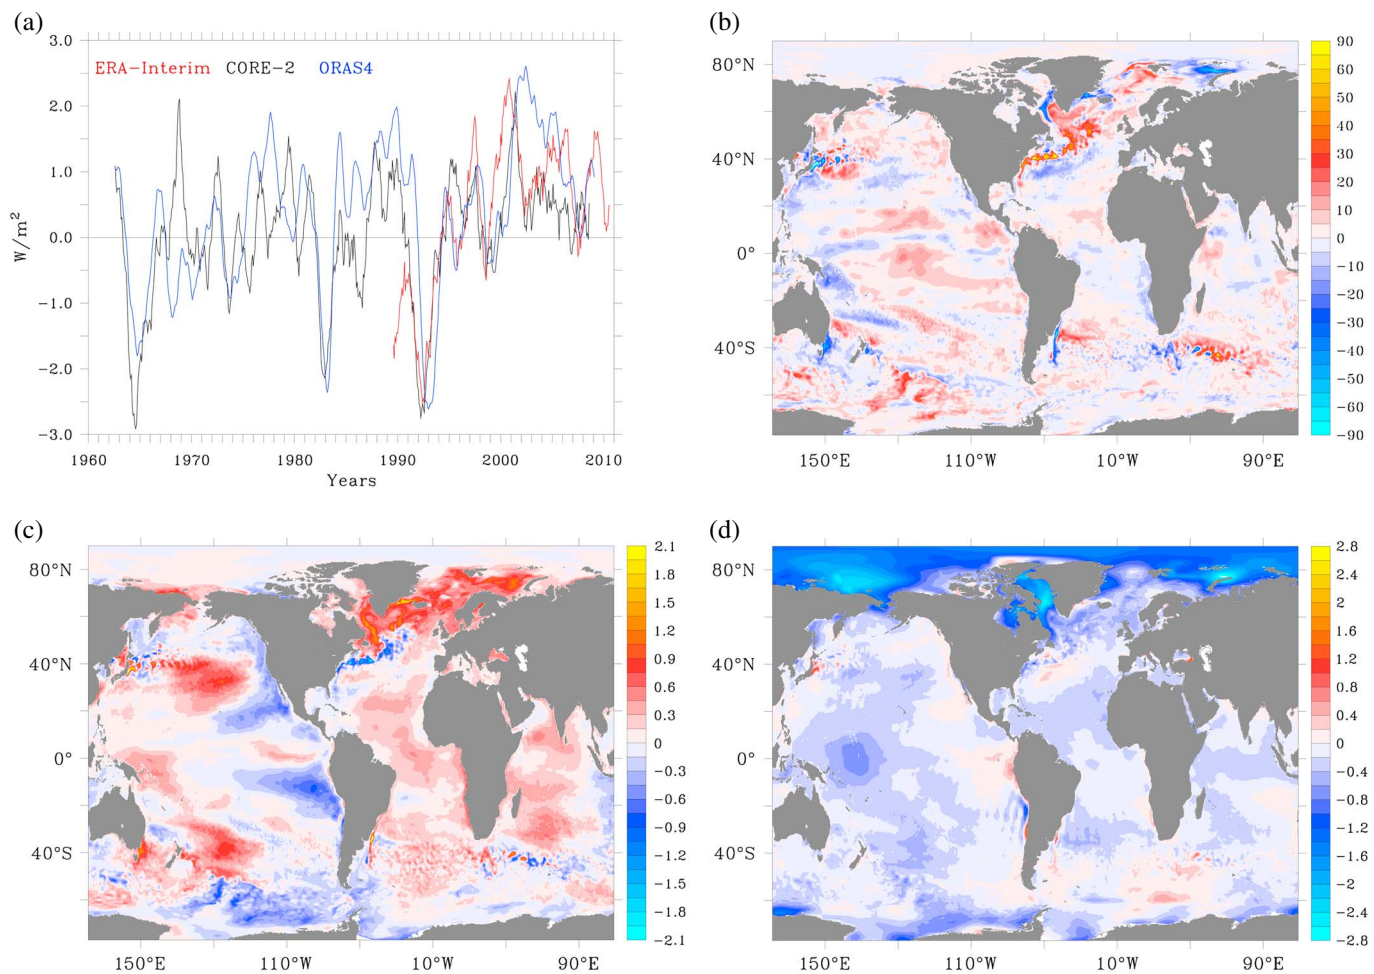 (a)
3.0
ERA-Interim CORE-2 ORAS4
2.0
1.0
0.0
-1.0
-2.0
-3.0
W/m²
1960 1970 1980 1990 2000 2010
Years
(b)
80°N
40°N
0°
40°S
150°E 110°W 10°W 90°E
90
60
50
40
30
20
10
0
-10
-20
-30
-40
-50
-60
-90
(c)
80°N
40°N
0°
40°S
150°E 110°W 10°W 90°E
2.1
1.8
1.5
1.2
0.9
0.6
0.3
0
-0.3
-0.6
-0.9
-1.2
-1.5
-1.8
-2.1
(d)
80°N
40°N
0°
40°S
150°E 110°W 10°W 90°E
2.8
2.4
2
1.6
1.2
0.8
0.4
0
-0.4
-0.8
-1.2
-1.6
-2
-2.4
-2.8